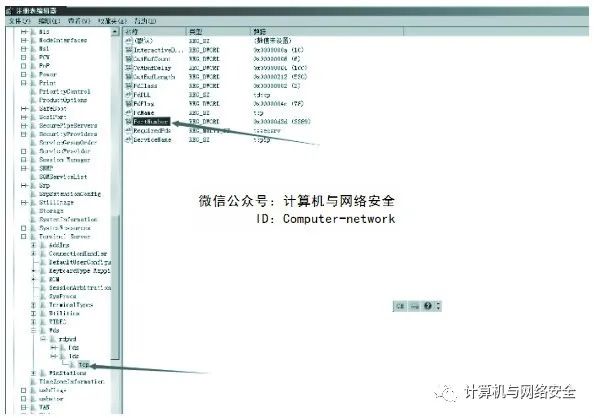 注册表编辑器
文件(F) 编辑(E) 查看(V) 收藏夹(A) 帮助(H)
Nls
NodeInterfaces
Nsi
PCW
PnP
Power
Print
PriorityControl
ProductOptions
SafeBoot
ScsiPort
SecurePipeServers
SecurityProviders
ServiceGroupOrder
ServiceProvider
Session Manager
SNMP
SQMServiceList
Srp
SrpExtensionConfig
StillImage
Storage
SystemInformation
SystemResources
Terminal Server
AddIns
ConnectionHandler
DefaultUserConfigu
KeyboardType Mappin
RCM
SessionArbitration
SysProcs
TerminalTypes
Utilities
VIDEO
Wds
rdpwd
Pds
Tds
tcp
WinStations
TimeZoneInformation
usbflags
usbstor
VAN
名称 类型 数据
(默认) REG_SZ (数值未设置)
InteractiveD... REG_DWORD 0x0000000a (10)
OutBufCount REG_DWORD 0x00000006 (6)
OutBufDelay REG_DWORD 0x00000064 (100)
OutBufLength REG_DWORD 0x00000212 (530)
PdClass REG_DWORD 0x00000002 (2)
PdDLL REG_SZ tdtcp
PdFlag REG_DWORD 0x0000004e (78)
PdName REG_SZ tcp
PortNumber REG_DWORD 0x00000d3d (3389)
RequiredPds REG_MULTI_SZ tssecsrv
ServiceName REG_SZ tcpip
微信公众号：计算机与网络安全
ID: Computer-network
CH
计算机与网络安全